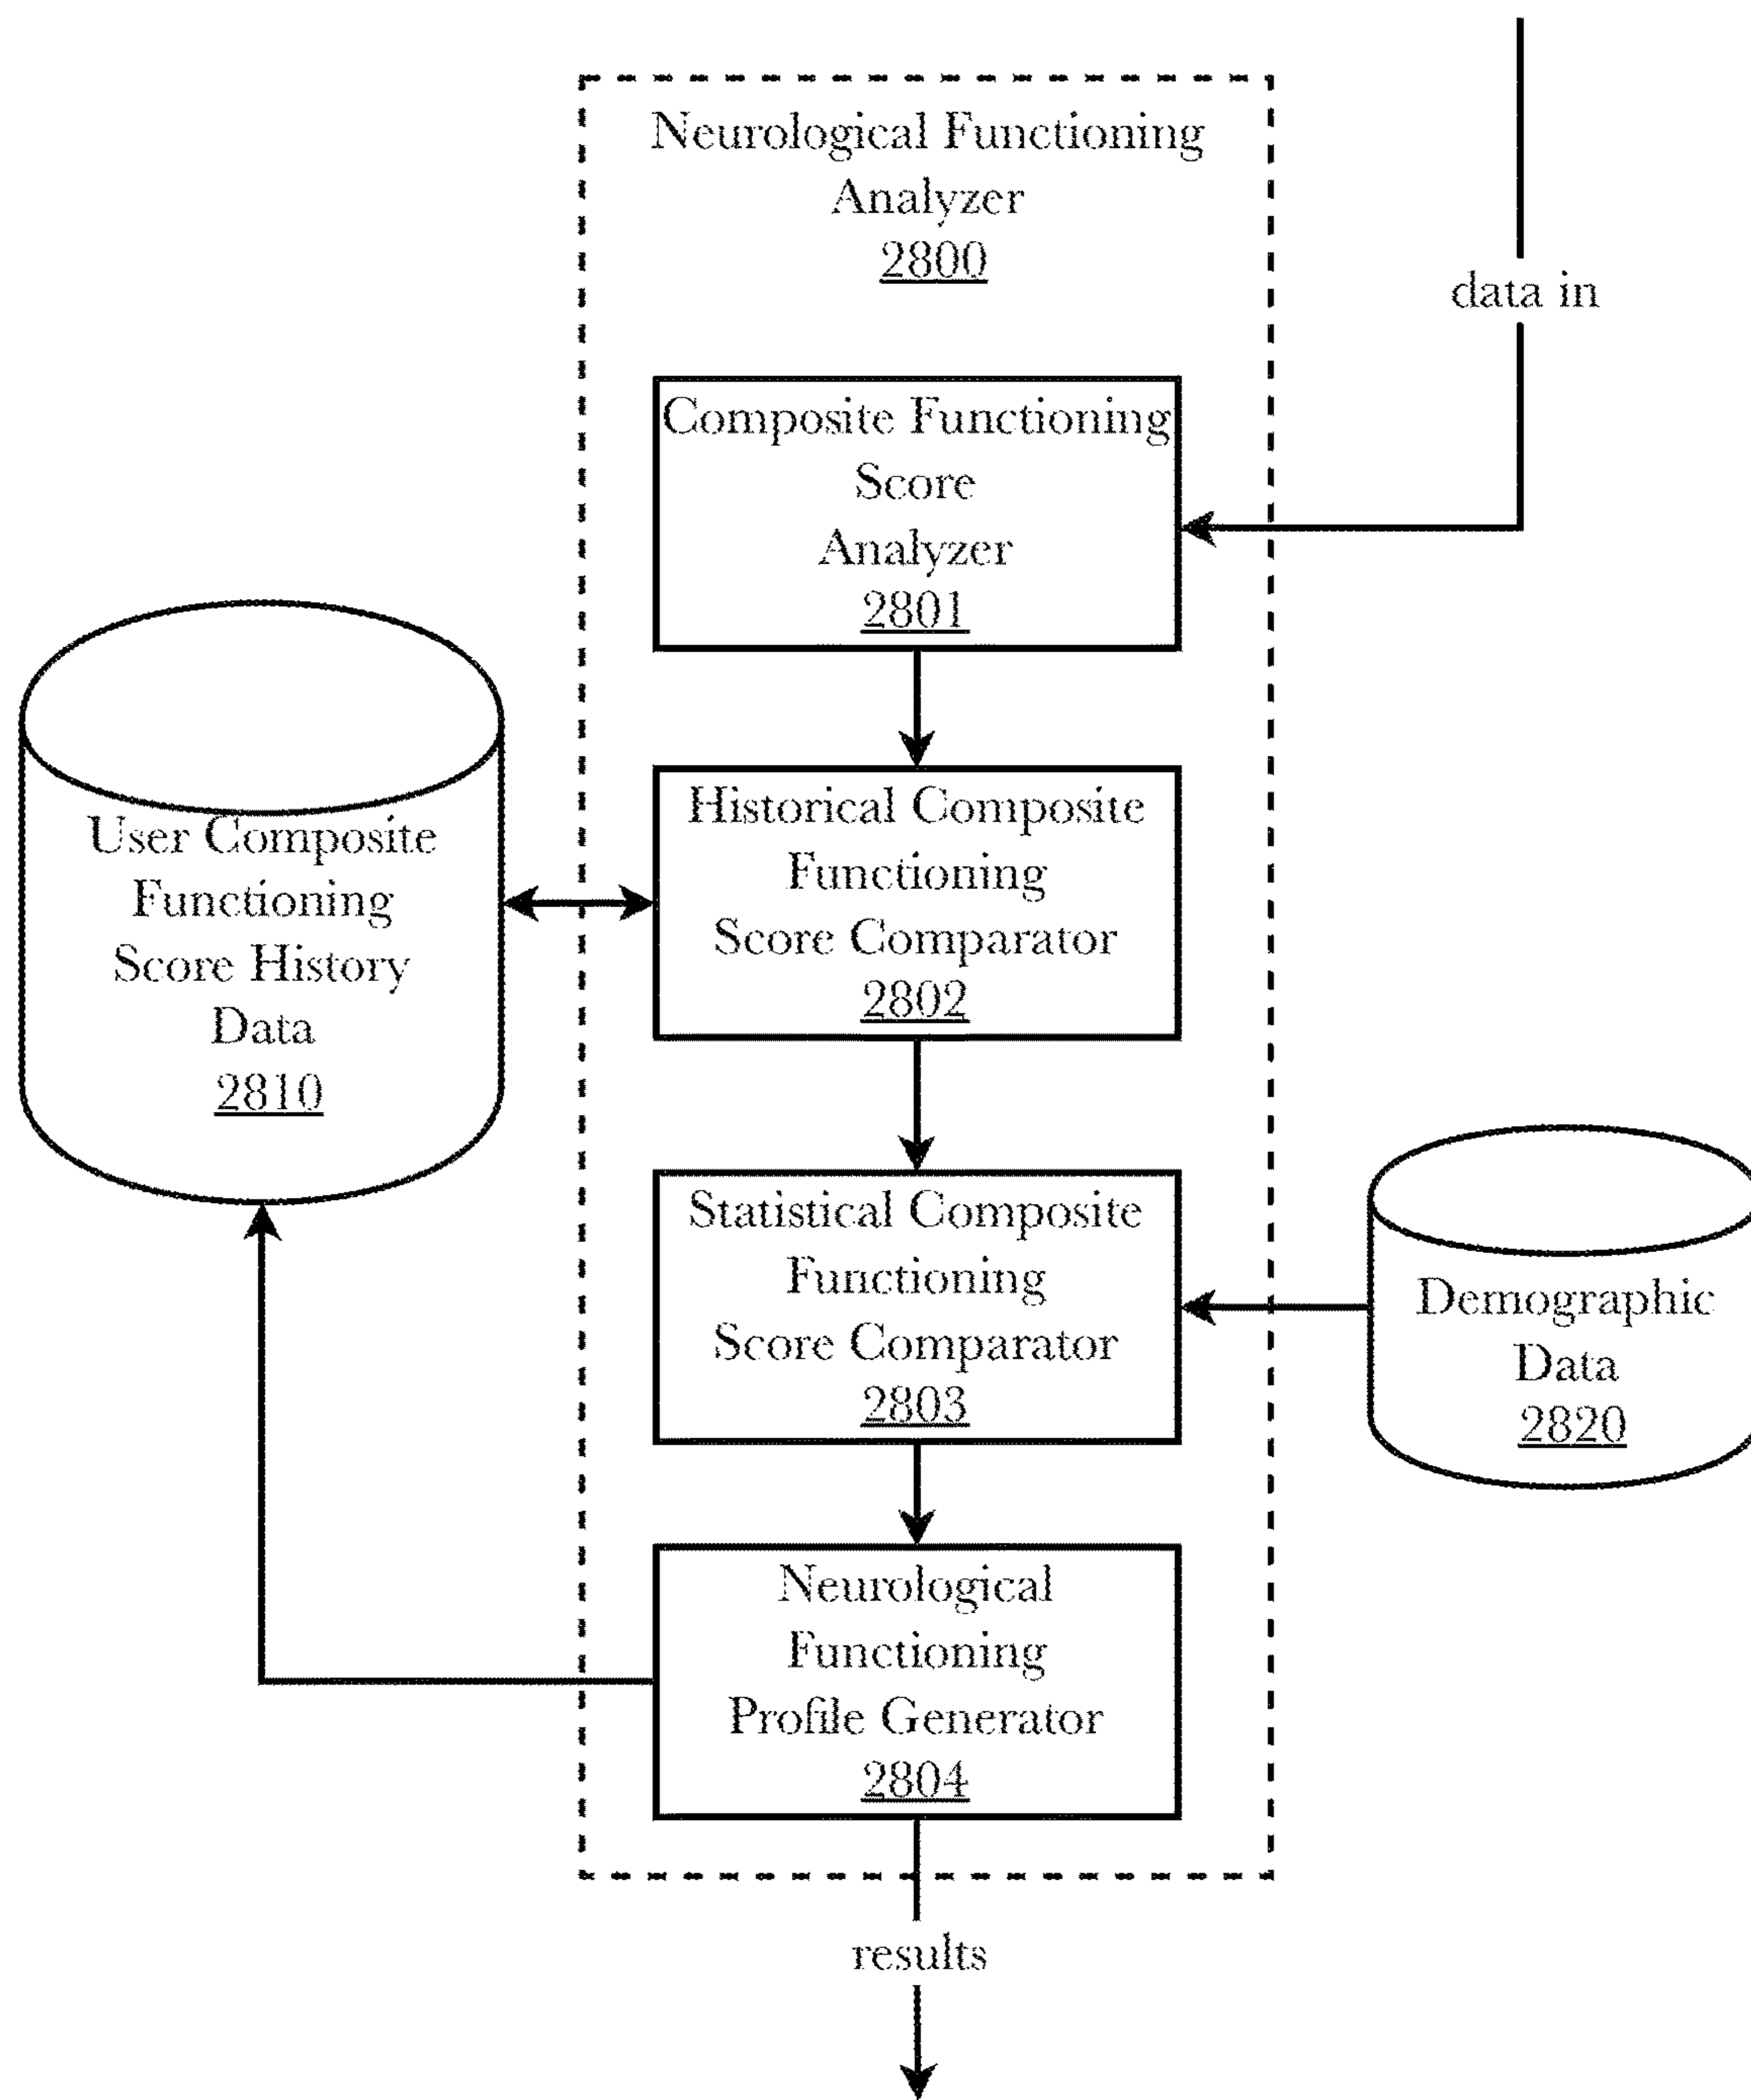 Neurological Functioning
Analyzer
2800
data in
Composite Functioning
Score
Analyzer
2801
User Composite
Functioning
Score History
Data
2810
Historical Composite
Functioning
Score Comparator
2802
Statistical Composite
Functioning
Score Comparator
2803
Demographic
Data
2820
Neurological
Functioning
Profile Generator
2804
results